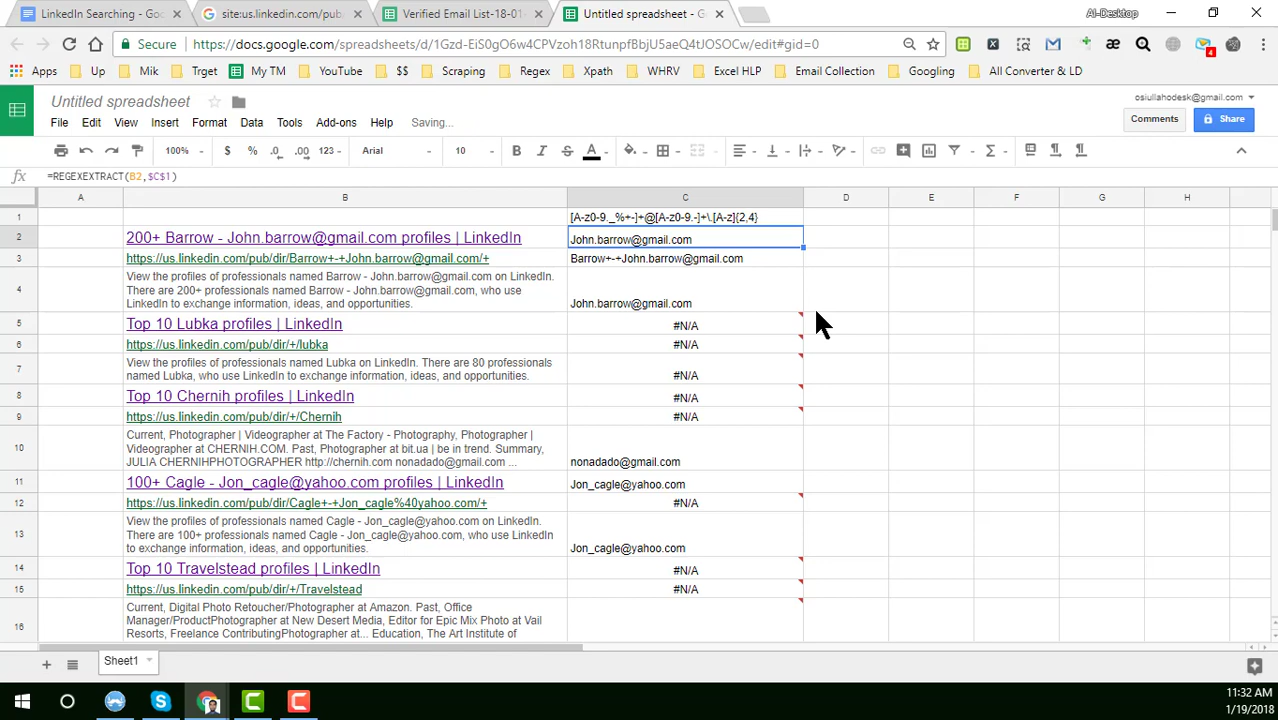 LinkedIn Searching - Goo
site:us.linkedin.com/pub
Verified Email List-18-01
Untitled spreadsheet - Go
AI-Desktop
Secure
https://docs.google.com/spreadsheets/d/1Gzd-EiS0gO6w4CPVzoh18RtunpfBbjU5aeQ4tJOSOCw/edit#gid=0
4
Apps
Up
Mik
Trget
My TM
YouTube
$$
Scraping
Regex
Xpath
WHRV
Excel HLP
Email Collection
Googling
All Converter & LD
Untitled spreadsheet
osiullahodesk@gmail.com
File Edit View Insert Format Data Tools Add-ons Help Saving...
Comments
Share
100% $ % .0 .00 123 Arial 10 B I S A
fx =REGEXEXTRACT(B2,$C$1)
A B C D E F G H
1 [A-z0-9._%+-]+@[A-z0-9.-]+\.[A-z]{2,4}
2 200+ Barrow - John.barrow@gmail.com profiles | LinkedIn John.barrow@gmail.com
3 https://us.linkedin.com/pub/dir/Barrow+-+John.barrow@gmail.com/+ Barrow+-+John.barrow@gmail.com
View the profiles of professionals named Barrow - John.barrow@gmail.com on LinkedIn.
4 There are 200+ professionals named Barrow - John.barrow@gmail.com, who use
LinkedIn to exchange information, ideas, and opportunities. John.barrow@gmail.com
5 Top 10 Lubka profiles | LinkedIn #N/A
6 https://us.linkedin.com/pub/dir/+/lubka #N/A
View the profiles of professionals named Lubka on LinkedIn. There are 80 professionals
7 named Lubka, who use LinkedIn to exchange information, ideas, and opportunities. #N/A
8 Top 10 Chernih profiles | LinkedIn #N/A
9 https://us.linkedin.com/pub/dir/+/Chernih #N/A
Current, Photographer | Videographer at The Factory - Photography, Photographer |
10 Videographer at CHERNIH.COM. Past, Photographer at bit.ua | be in trend. Summary,
JULIA CHERNIHPHOTOGRAPHER http://chernih.com nonadado@gmail.com ... nonadado@gmail.com
11 100+ Cagle - Jon_cagle@yahoo.com profiles | LinkedIn Jon_cagle@yahoo.com
12 https://us.linkedin.com/pub/dir/Cagle+-+Jon_cagle%40yahoo.com/+ #N/A
View the profiles of professionals named Cagle - Jon_cagle@yahoo.com on LinkedIn.
13 There are 100+ professionals named Cagle - Jon_cagle@yahoo.com, who use LinkedIn
to exchange information, ideas, and opportunities. Jon_cagle@yahoo.com
14 Top 10 Travelstead profiles | LinkedIn #N/A
15 https://us.linkedin.com/pub/dir/+/Travelstead #N/A
Current, Digital Photo Retoucher/Photographer at Amazon. Past, Office
16 Manager/ProductPhotographer at New Desert Media, Editor for Epic Mix Photo at Vail
Resorts, Freelance ContributingPhotographer at... Education, The Art Institute of
Sheet1
11:32 AM
1/19/2018